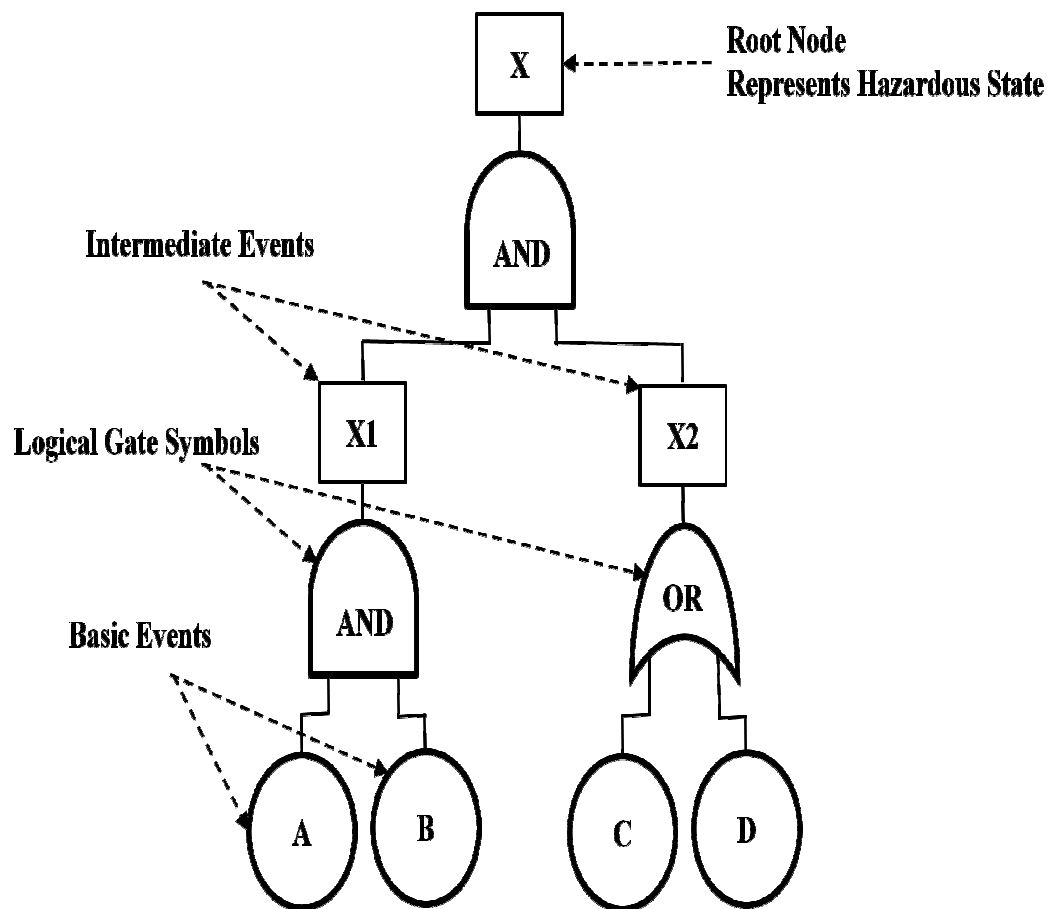 X
Root Node
Represents Hazardous State
AND
Intermediate Events
X1
X2
Logical Gate Symbols
AND
OR
Basic Events
A
B
C
D